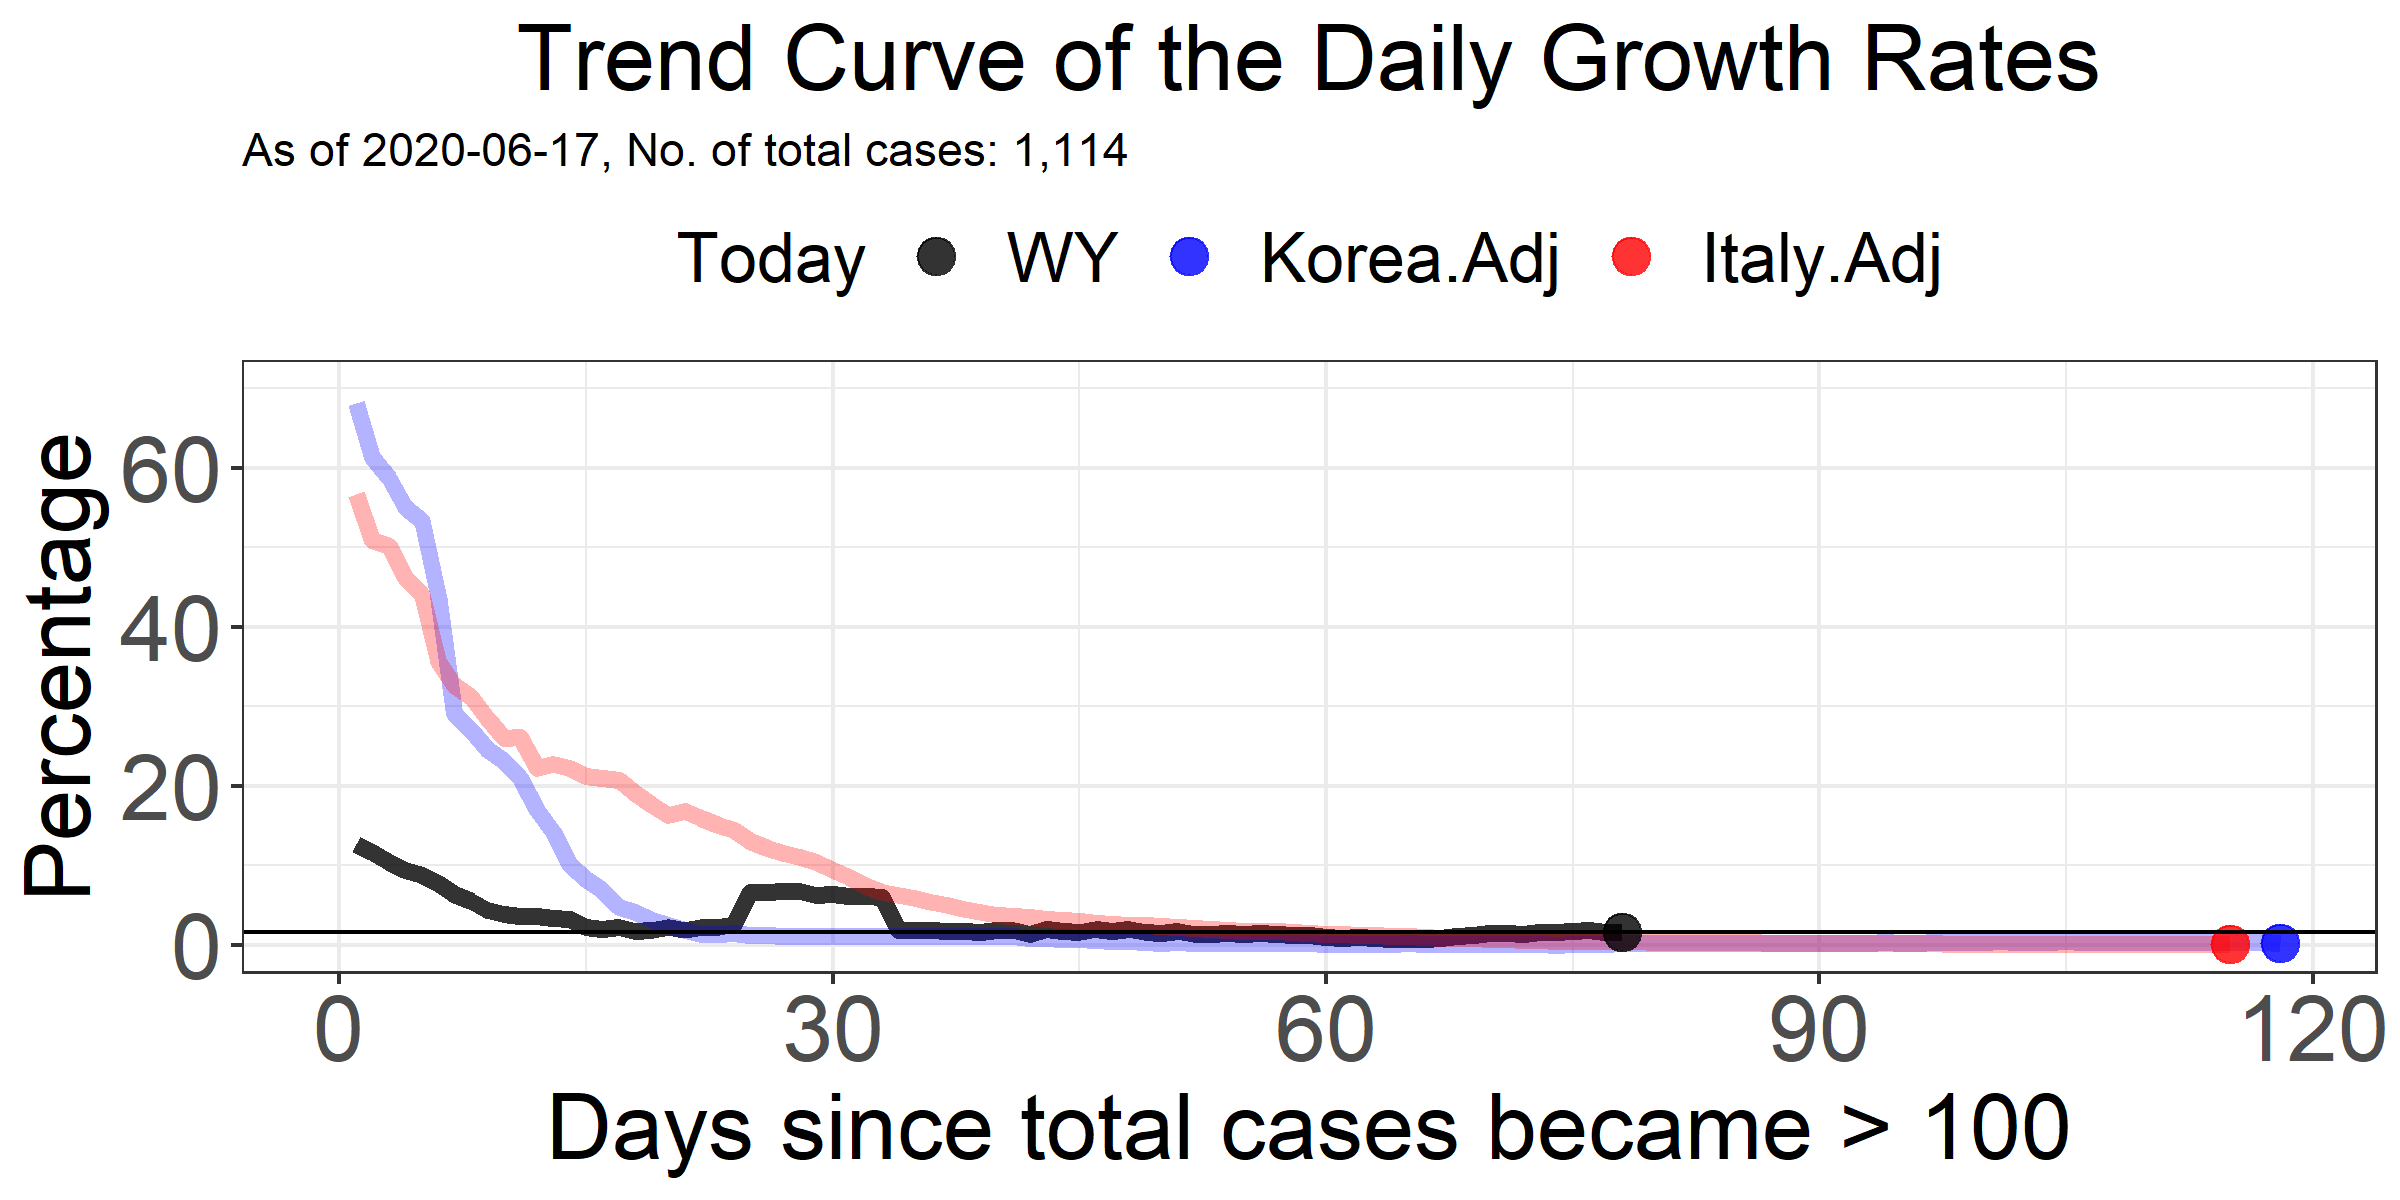 Trend Curve of the Daily Growth Rates
As of 2020-06-17, No. of total cases: 1,114
Today WY Korea.Adj Italy.Adj
Percentage
60
40
20
0
0 30 60 90 120
Days since total cases became > 100